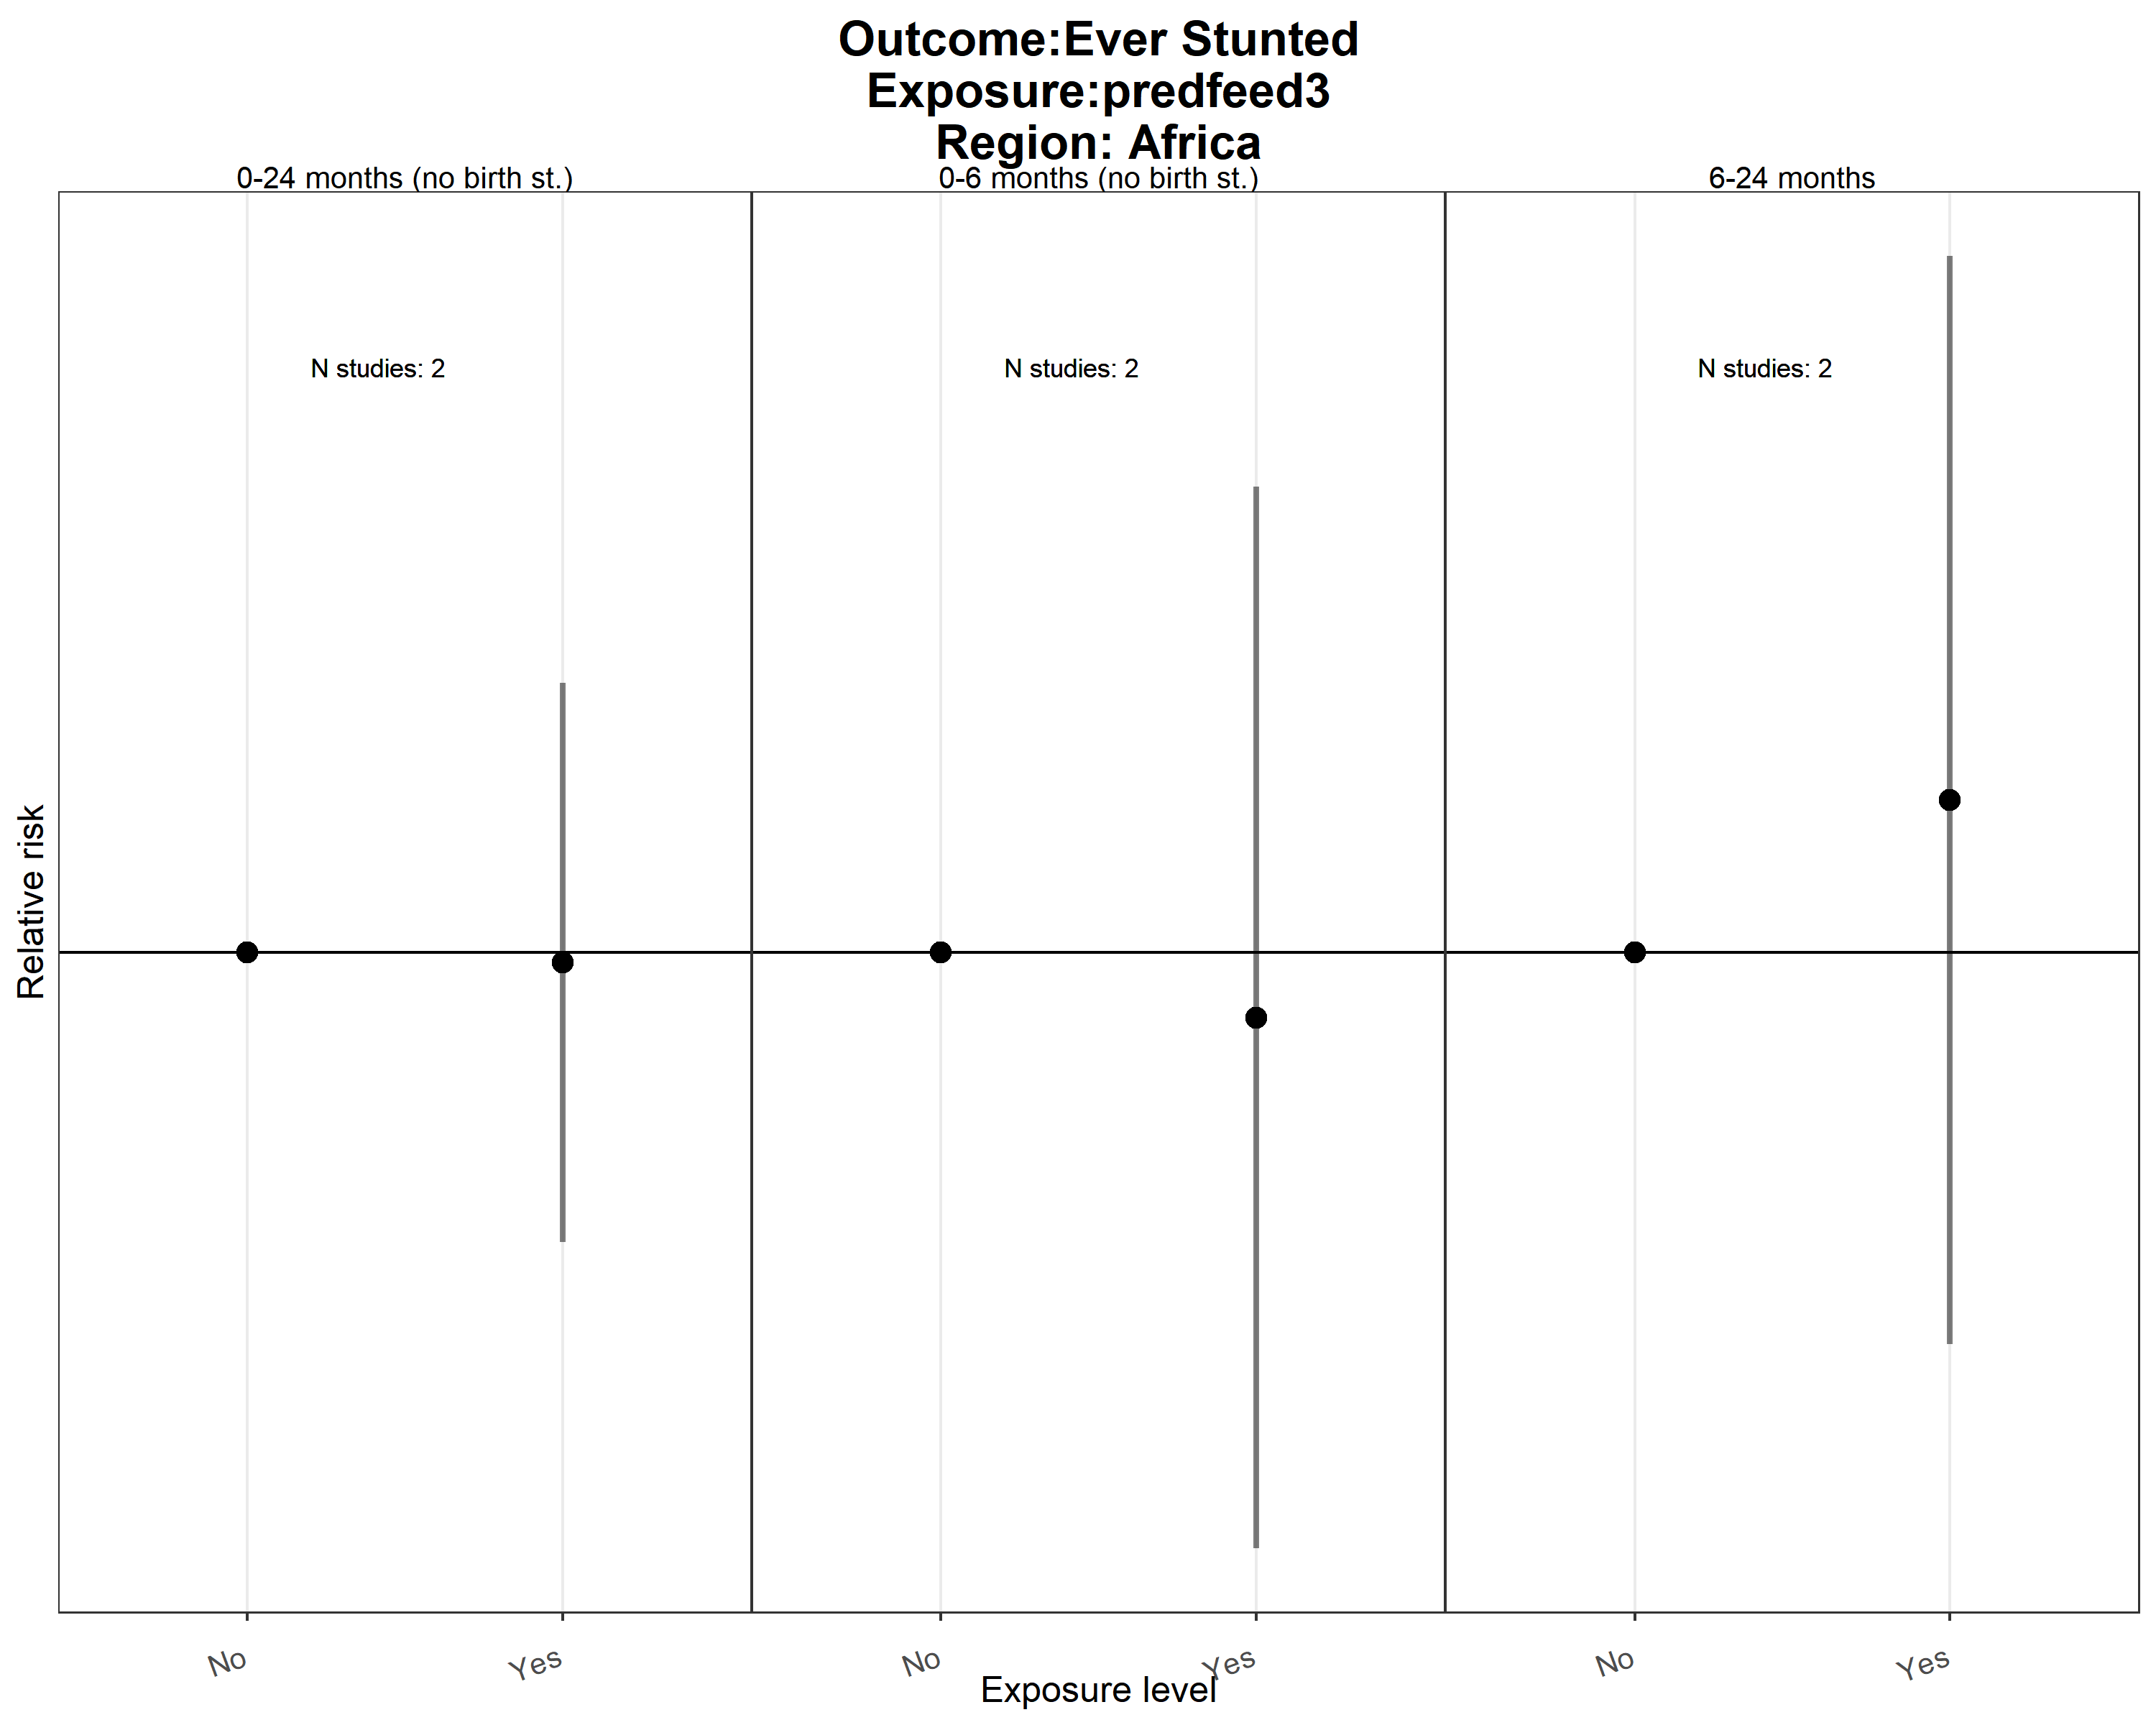 Outcome:Ever Stunted
Exposure:predfeed3
Region: Africa
0-24 months (no birth st.)
0-6 months (no birth st.)
6-24 months
N studies: 2
N studies: 2
N studies: 2
Relative risk
No
Yes
No
Yes
No
Yes
Exposure level